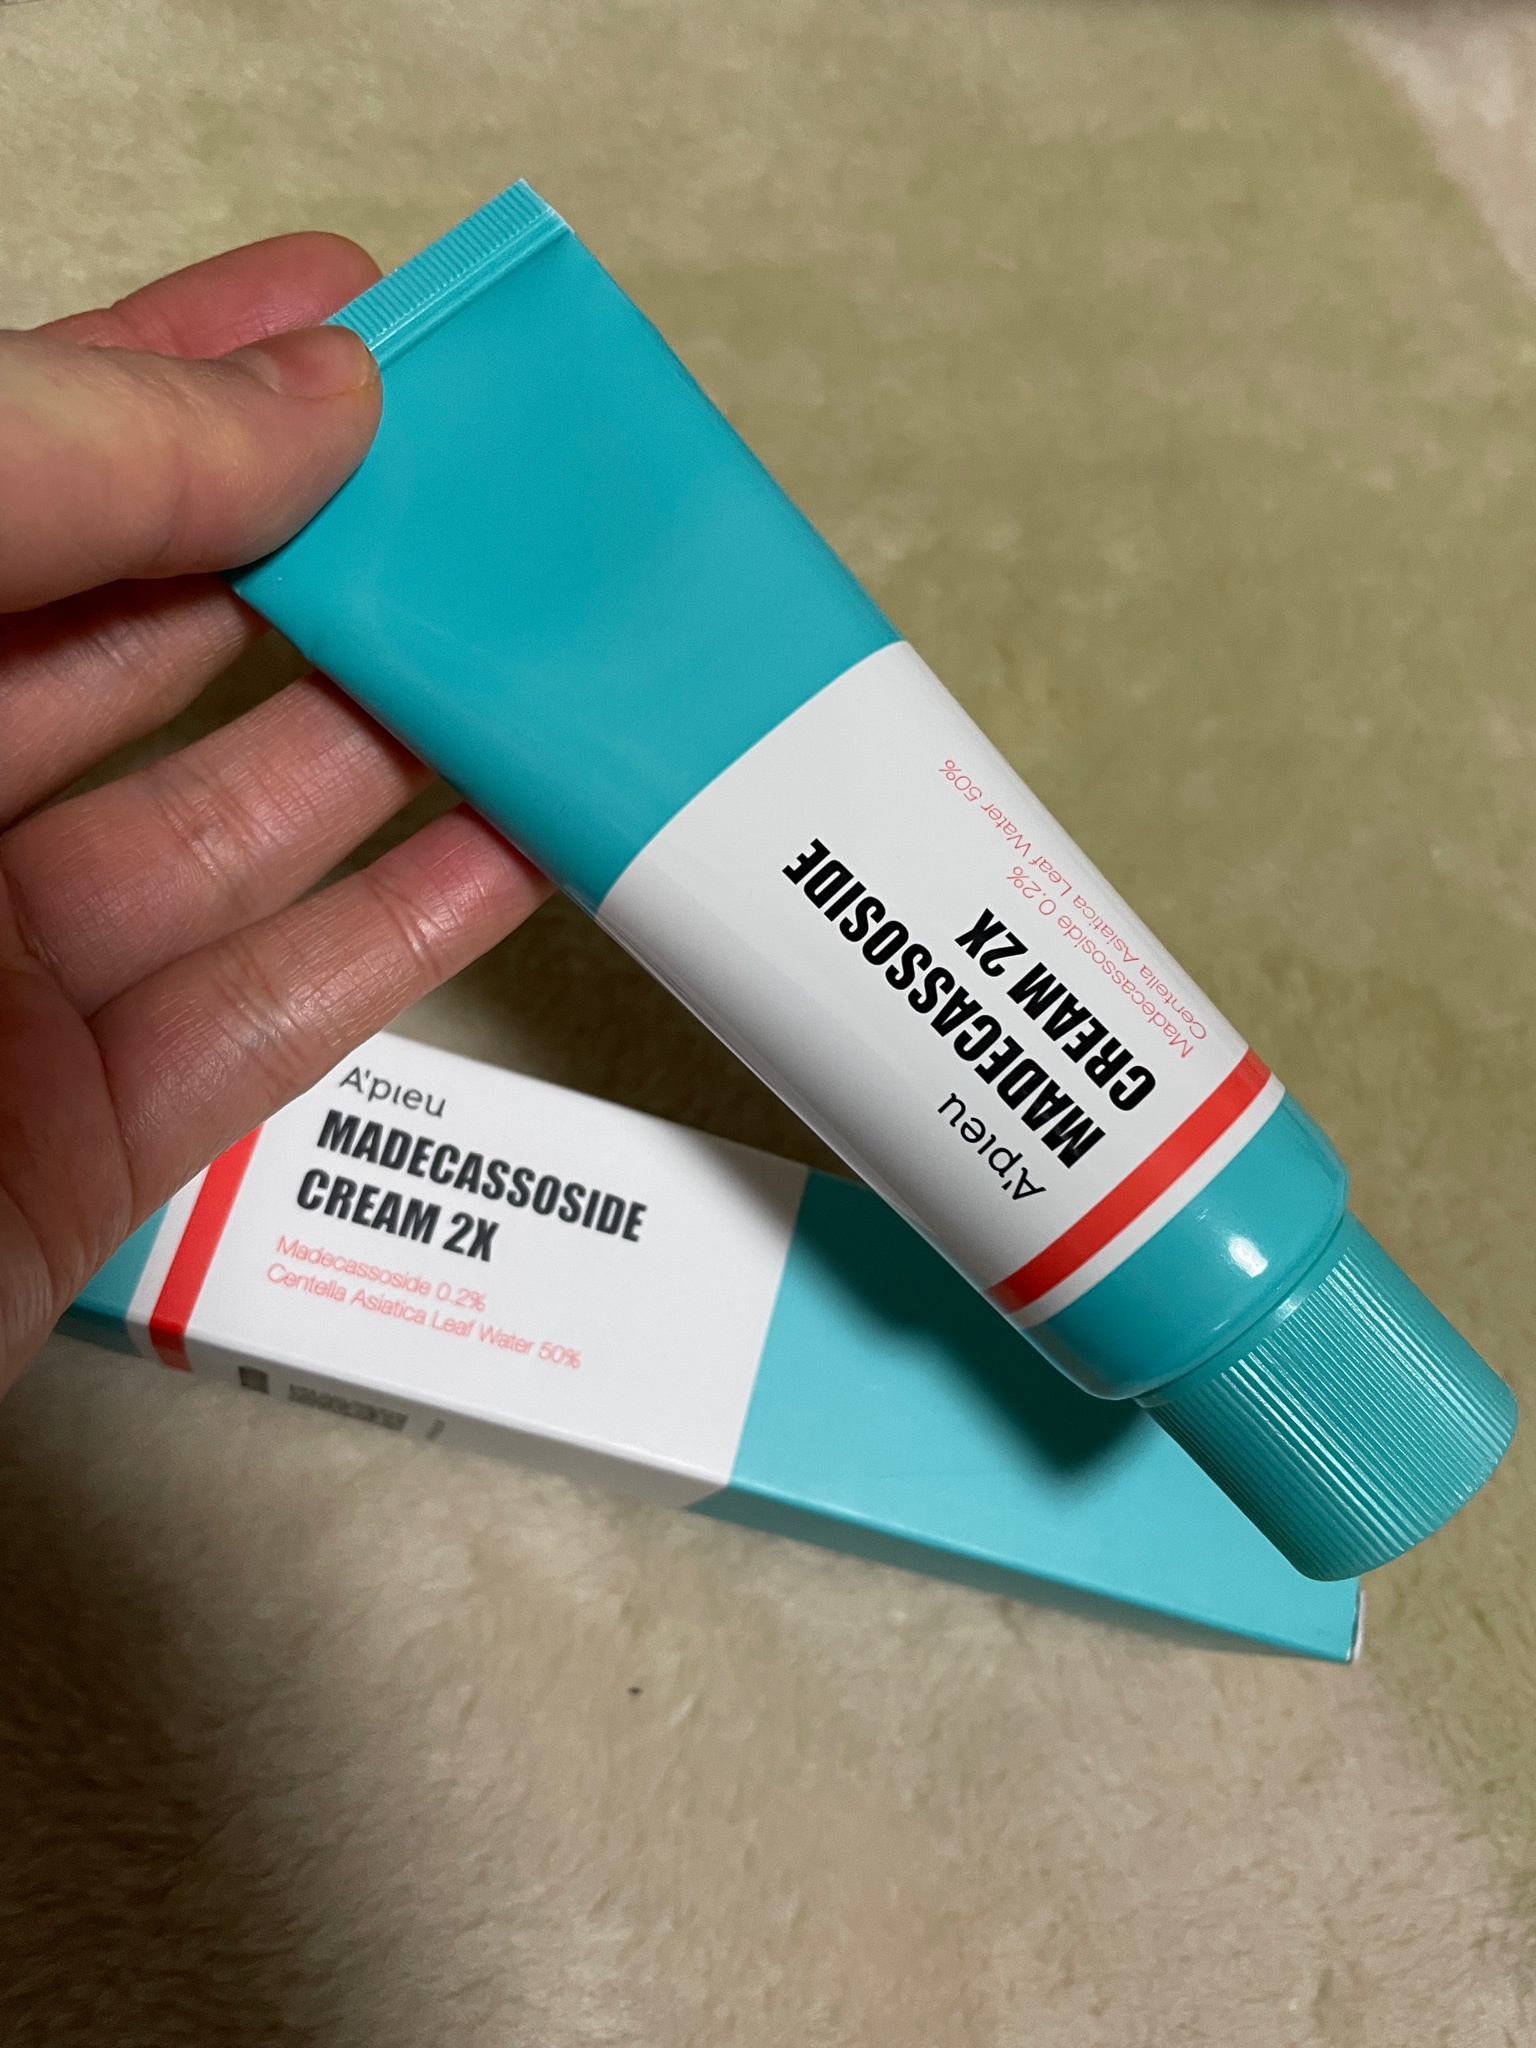 A'pieu
MADECASSOSIDE
CREAM 2X
Madecassoside 0.2%
Centella Asiatica Leaf Water 50%
A'pieu
MADECASSOSIDE
CREAM 2X
Madecassoside 0.2%
Centella Asiatica Leaf Water 50%